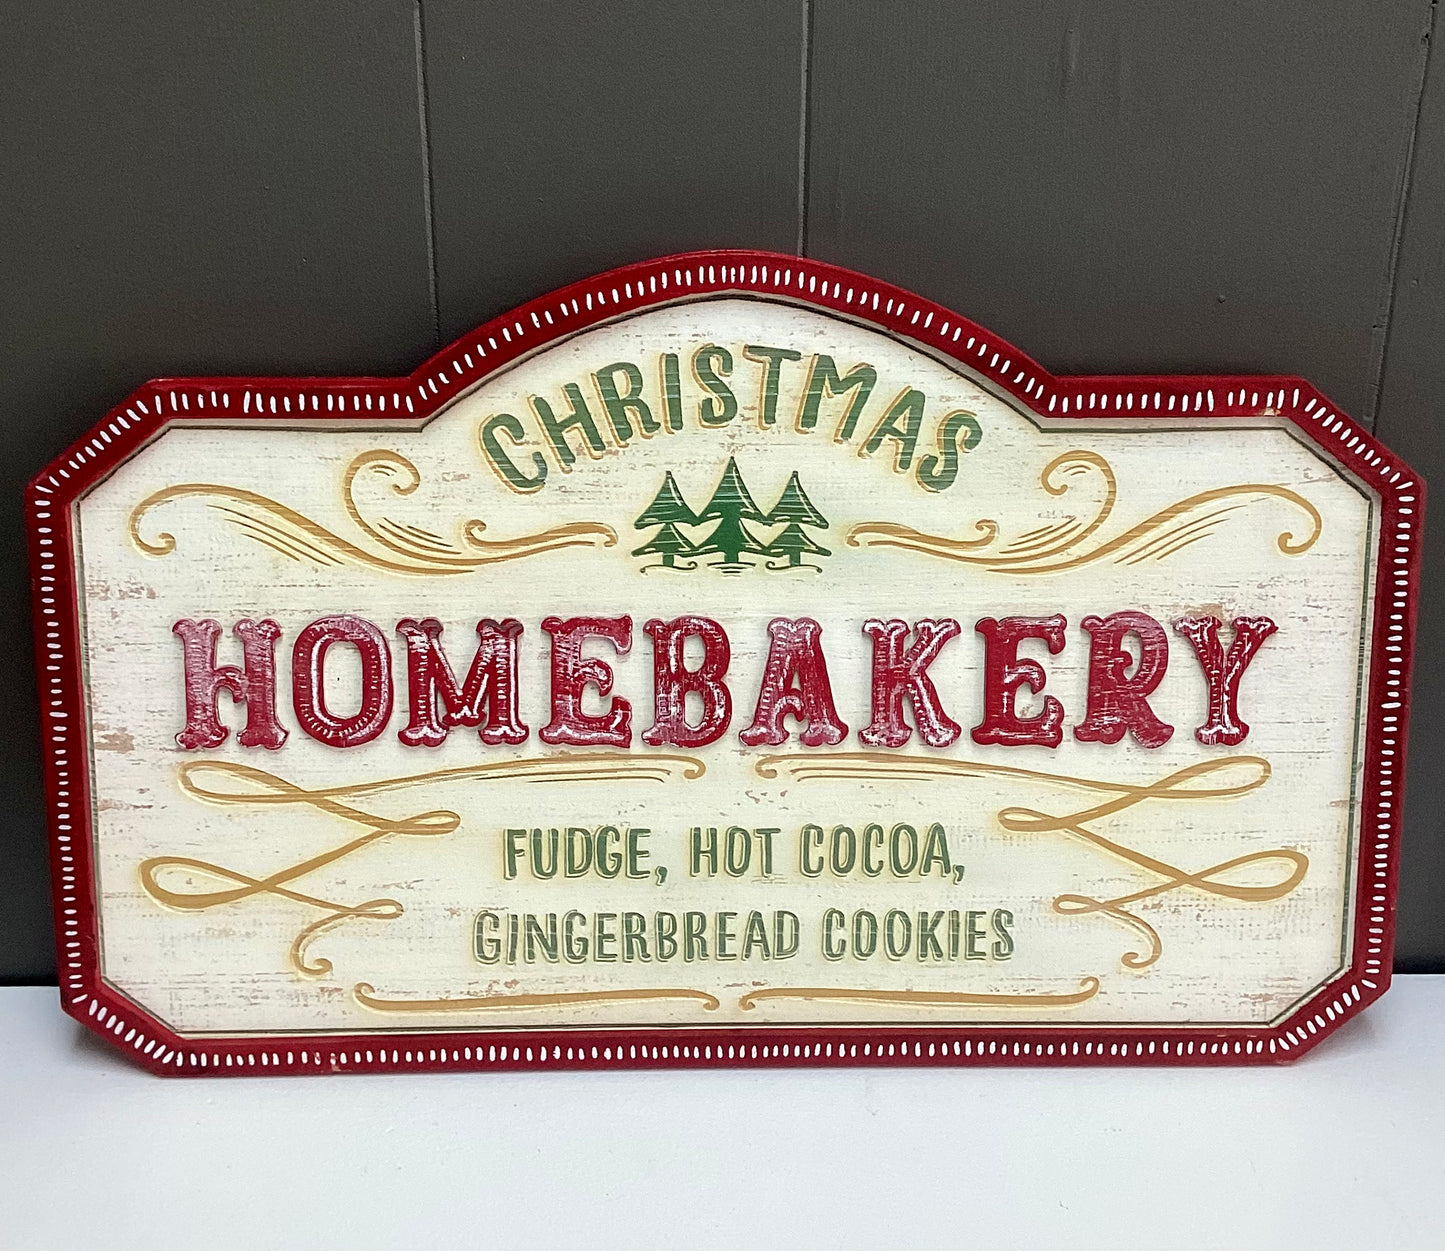 CHRISTMAS
HOMEBAKERY
FUDGE, HOT COCOA,
GINGERBREAD COOKIES